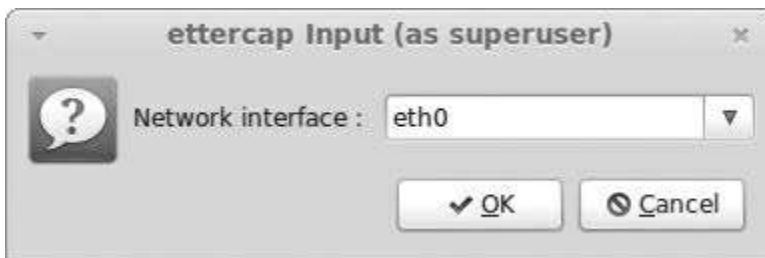 ettercap Input (as superuser)
?
Network interface : eth0
OK Cancel